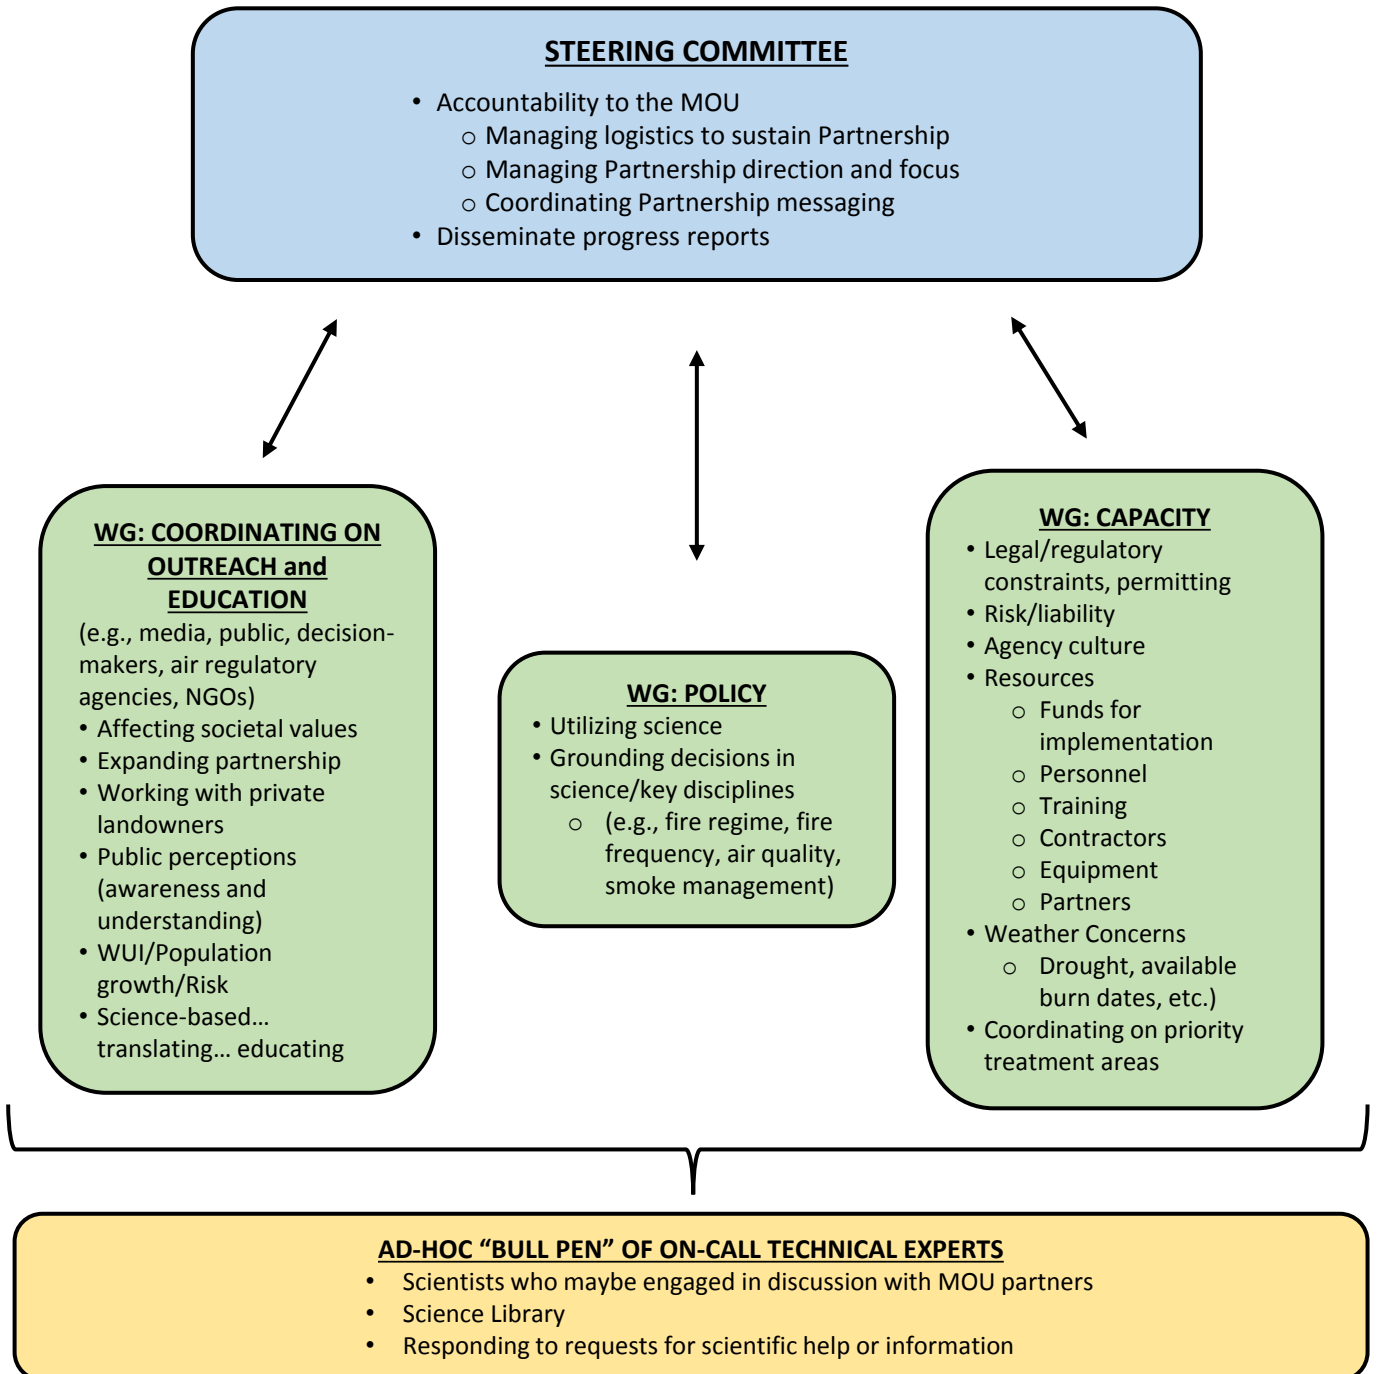 STEERING COMMITTEE
• Accountability to the MOU
o Managing logistics to sustain Partnership
o Managing Partnership direction and focus
o Coordinating Partnership messaging
• Disseminate progress reports
WG: COORDINATING ON
OUTREACH and
EDUCATION
(e.g., media, public, decision-
makers, air regulatory
agencies, NGOs)
• Affecting societal values
• Expanding partnership
• Working with private
landowners
• Public perceptions
(awareness and
understanding)
• WUI/Population
growth/Risk
• Science-based…
translating… educating
WG: POLICY
• Utilizing science
• Grounding decisions in
science/key disciplines
o (e.g., fire regime, fire
frequency, air quality,
smoke management)
WG: CAPACITY
• Legal/regulatory
constraints, permitting
• Risk/liability
• Agency culture
• Resources
o Funds for
implementation
o Personnel
o Training
o Contractors
o Equipment
o Partners
• Weather Concerns
o Drought, available
burn dates, etc.)
• Coordinating on priority
treatment areas
AD-HOC “BULL PEN” OF ON-CALL TECHNICAL EXPERTS
• Scientists who maybe engaged in discussion with MOU partners
• Science Library
• Responding to requests for scientific help or information